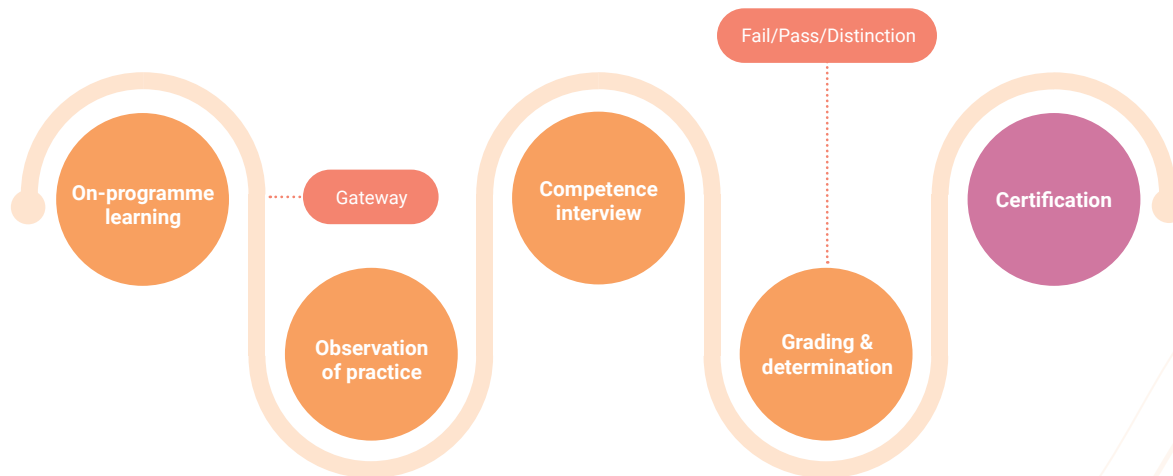 On-programme
learning
Gateway
Observation
of practice
Competence
interview
Fail/Pass/Distinction
Grading &
determination
Certification